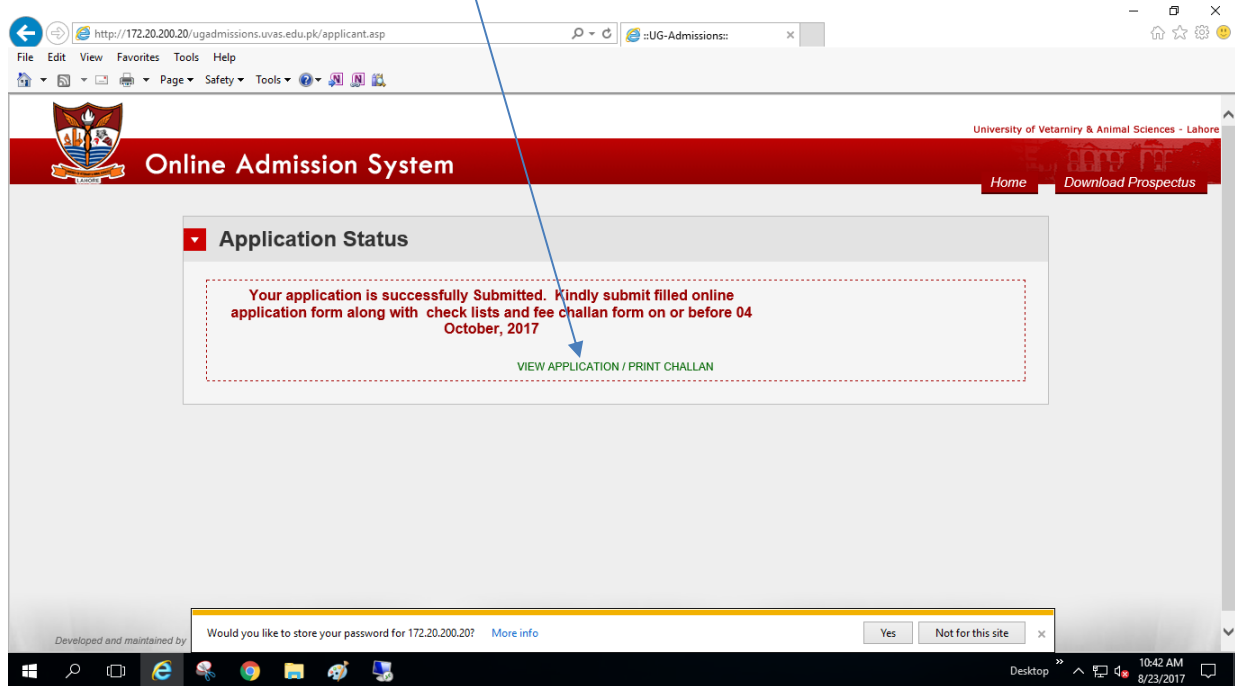 http://172.20.200.20/ugadmissions.uvas.edu.pk/applicant.asp
::UG-Admissions::
File Edit View Favorites Tools Help
Page Safety Tools
University of Vetarniry & Animal Sciences - Lahore
LAHORE
Online Admission System
Home Download Prospectus
Application Status
Your application is successfully Submitted. Kindly submit filled online
application form along with check lists and fee challan form on or before 04
October, 2017
VIEW APPLICATION / PRINT CHALLAN
Developed and maintained by
Would you like to store your password for 172.20.200.20? More info Yes Not for this site
Desktop
10:42 AM
8/23/2017